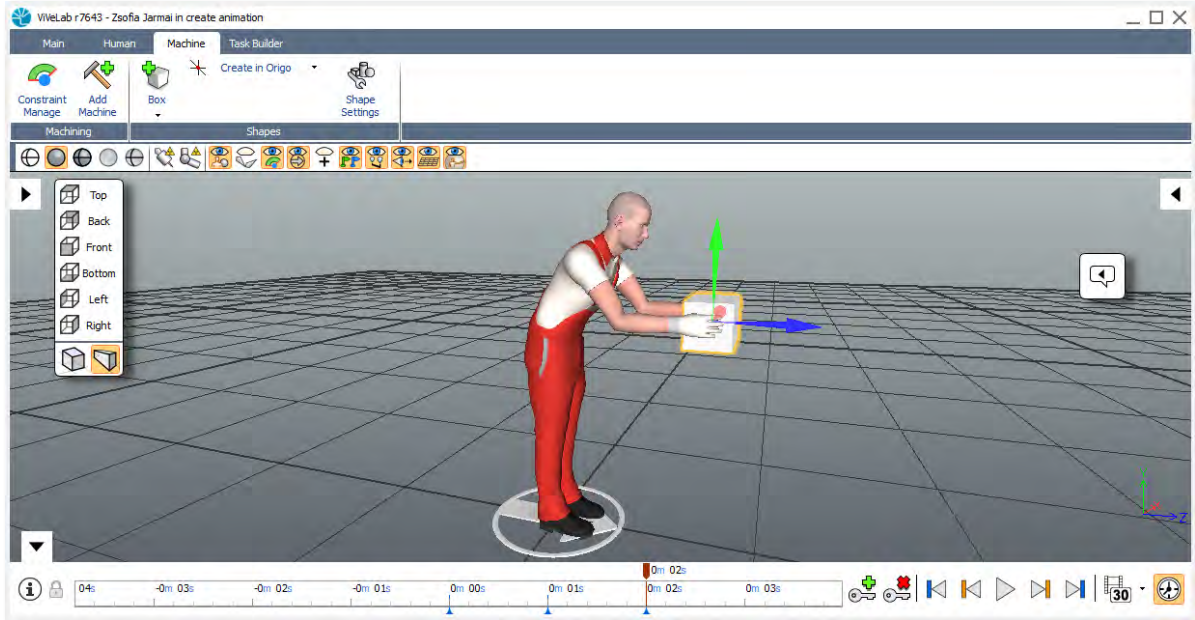 ViVeLab r7643 - Zsofia Jarmai in create animation
Main Human Machine Task Builder
Constraint Manage
Add Machine
Box
Create in Origo
Shape Settings
Machining
Shapes
Top
Back
Front
Bottom
Left
Right
Z
0m 02s
04s -0m 03s -0m 02s -0m 01s 0m 00s 0m 01s 0m 02s 0m 03s
30